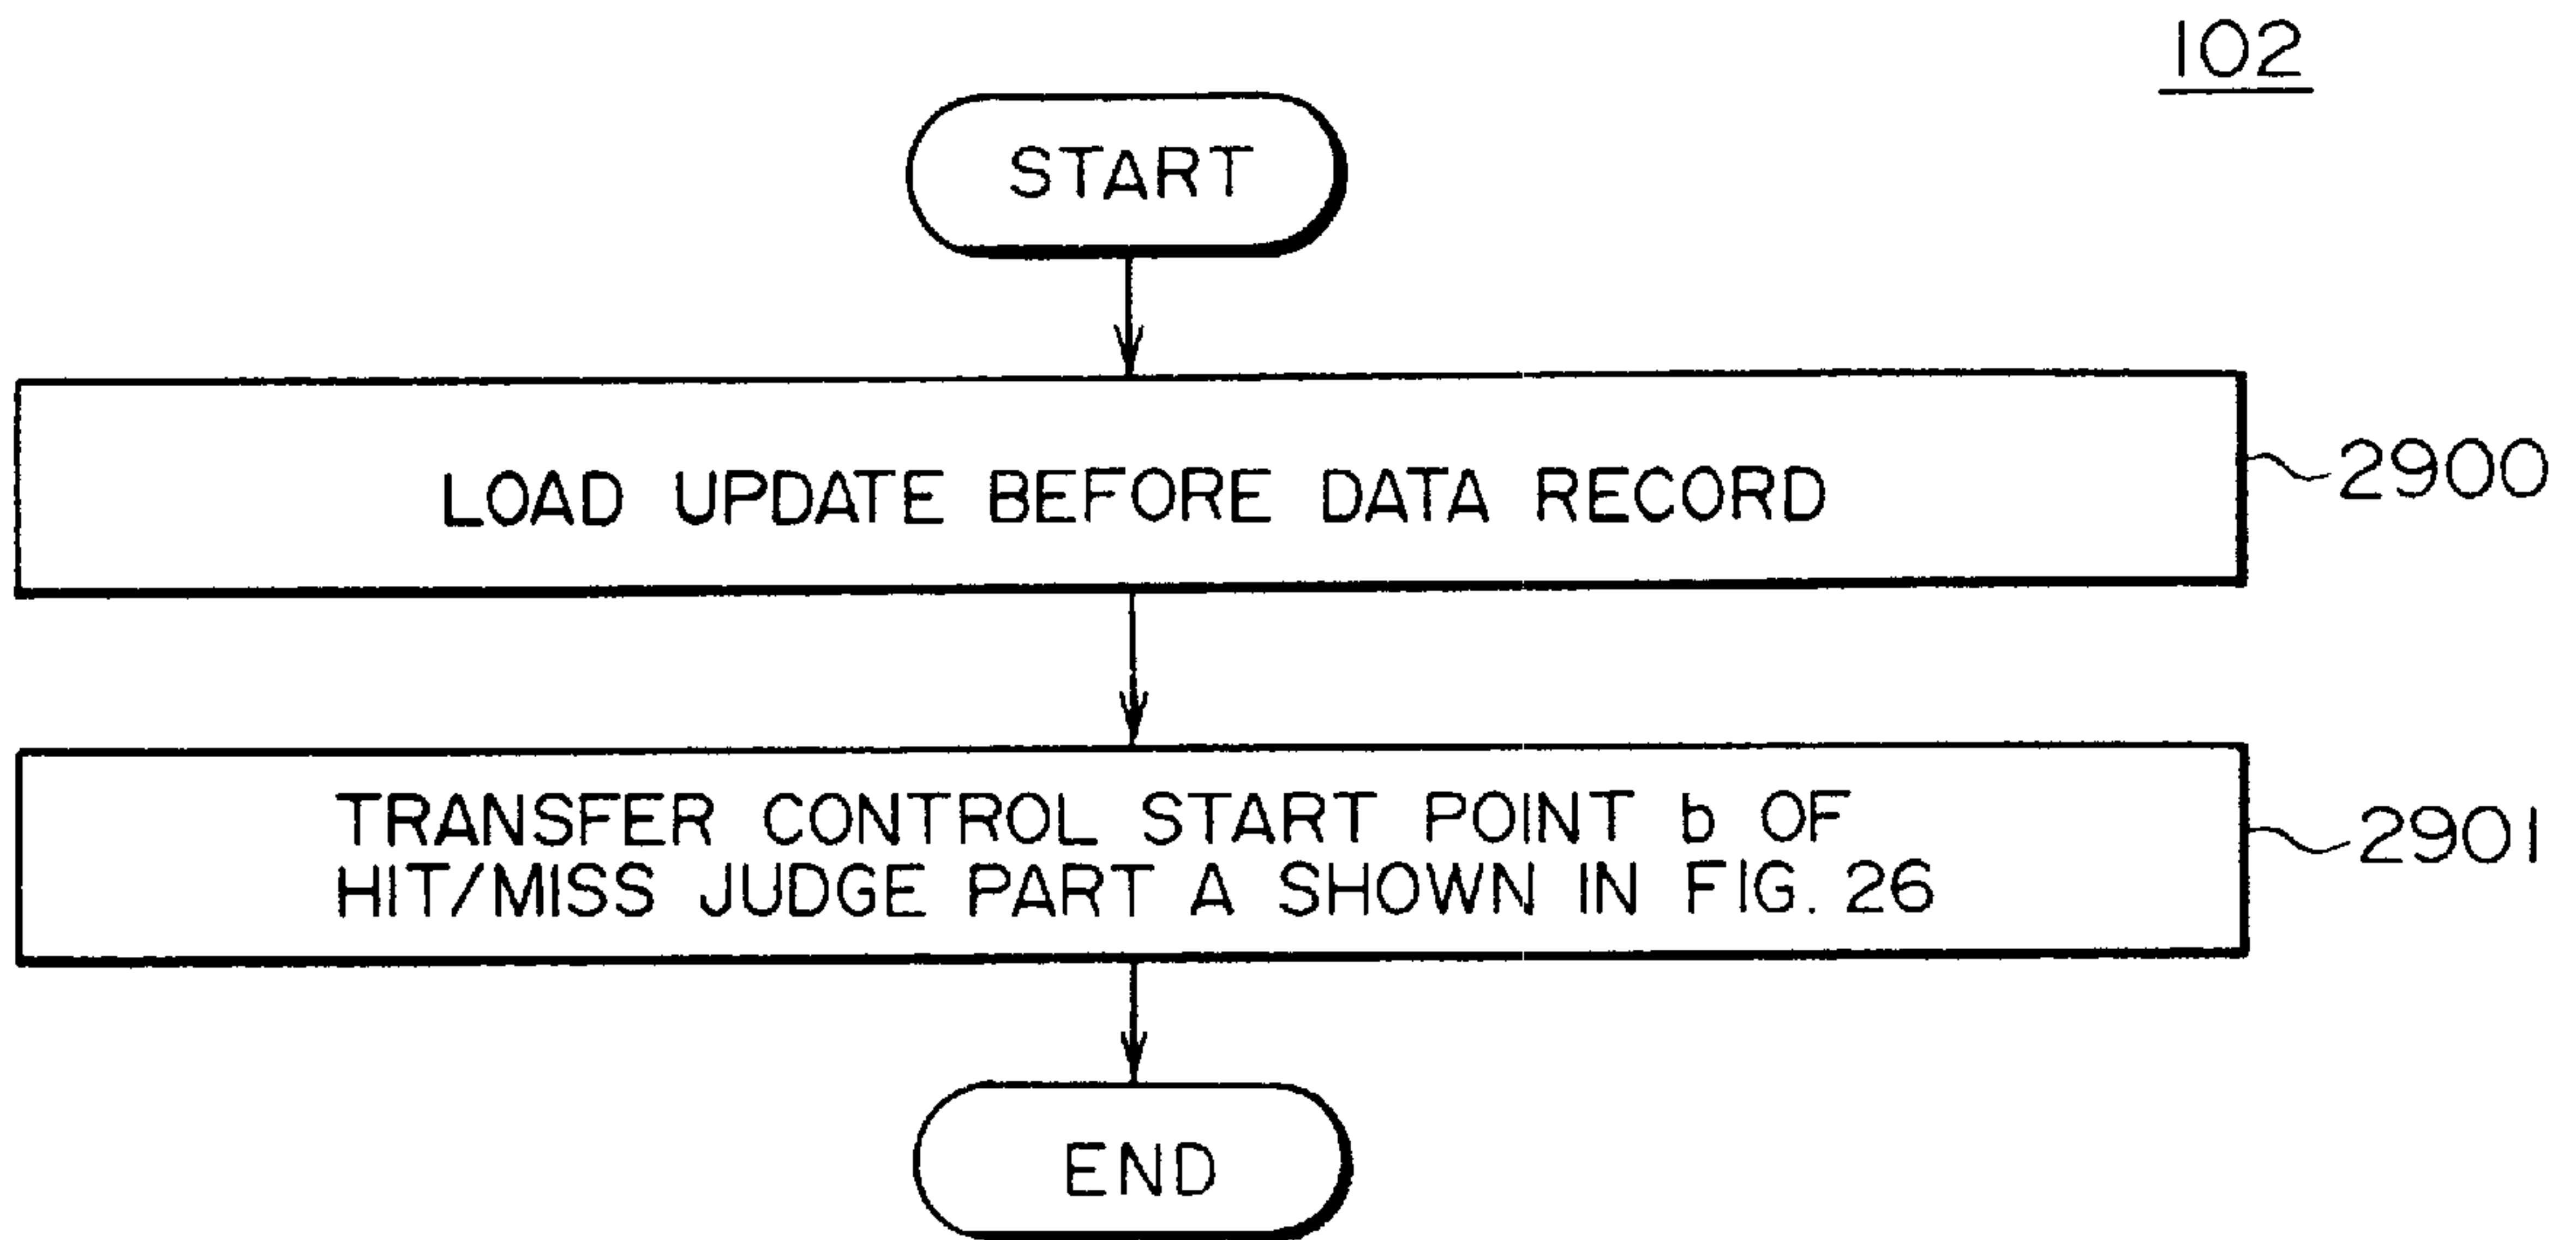 102
START
LOAD UPDATE BEFORE DATA RECORD
2900
TRANSFER CONTROL START POINT b OF
HIT/MISS JUDGE PART A SHOWN IN FIG. 26
2901
END